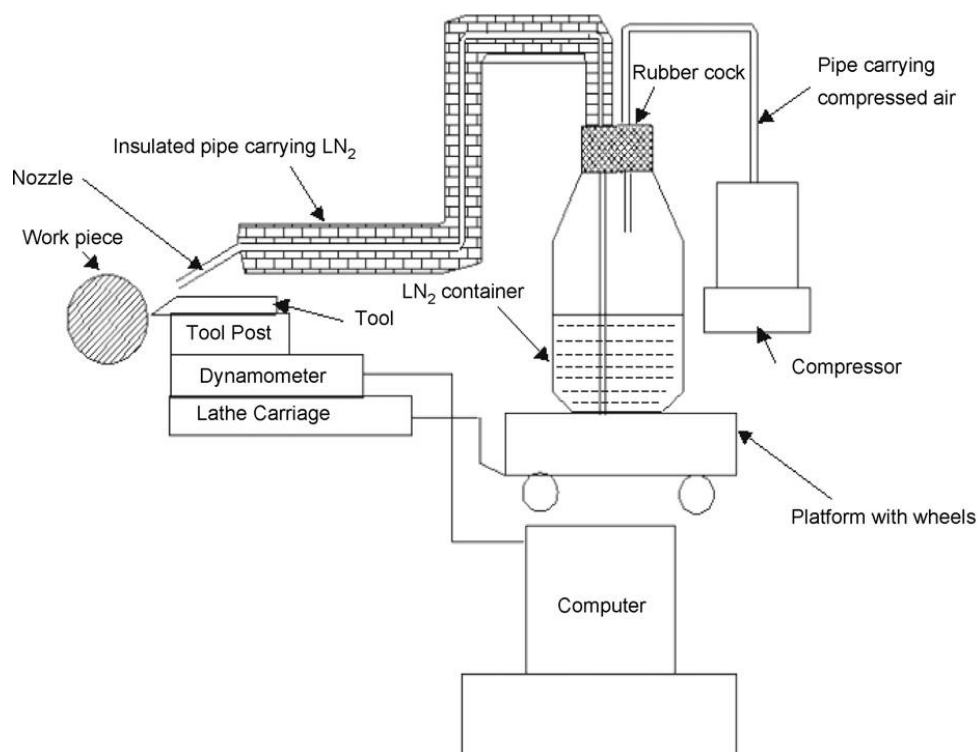 Rubber cock
Pipe carrying
compressed air
Insulated pipe carrying LN₂
Nozzle
Work piece
LN₂ container
Tool
Tool Post
Compressor
Dynamometer
Lathe Carriage
Platform with wheels
Computer